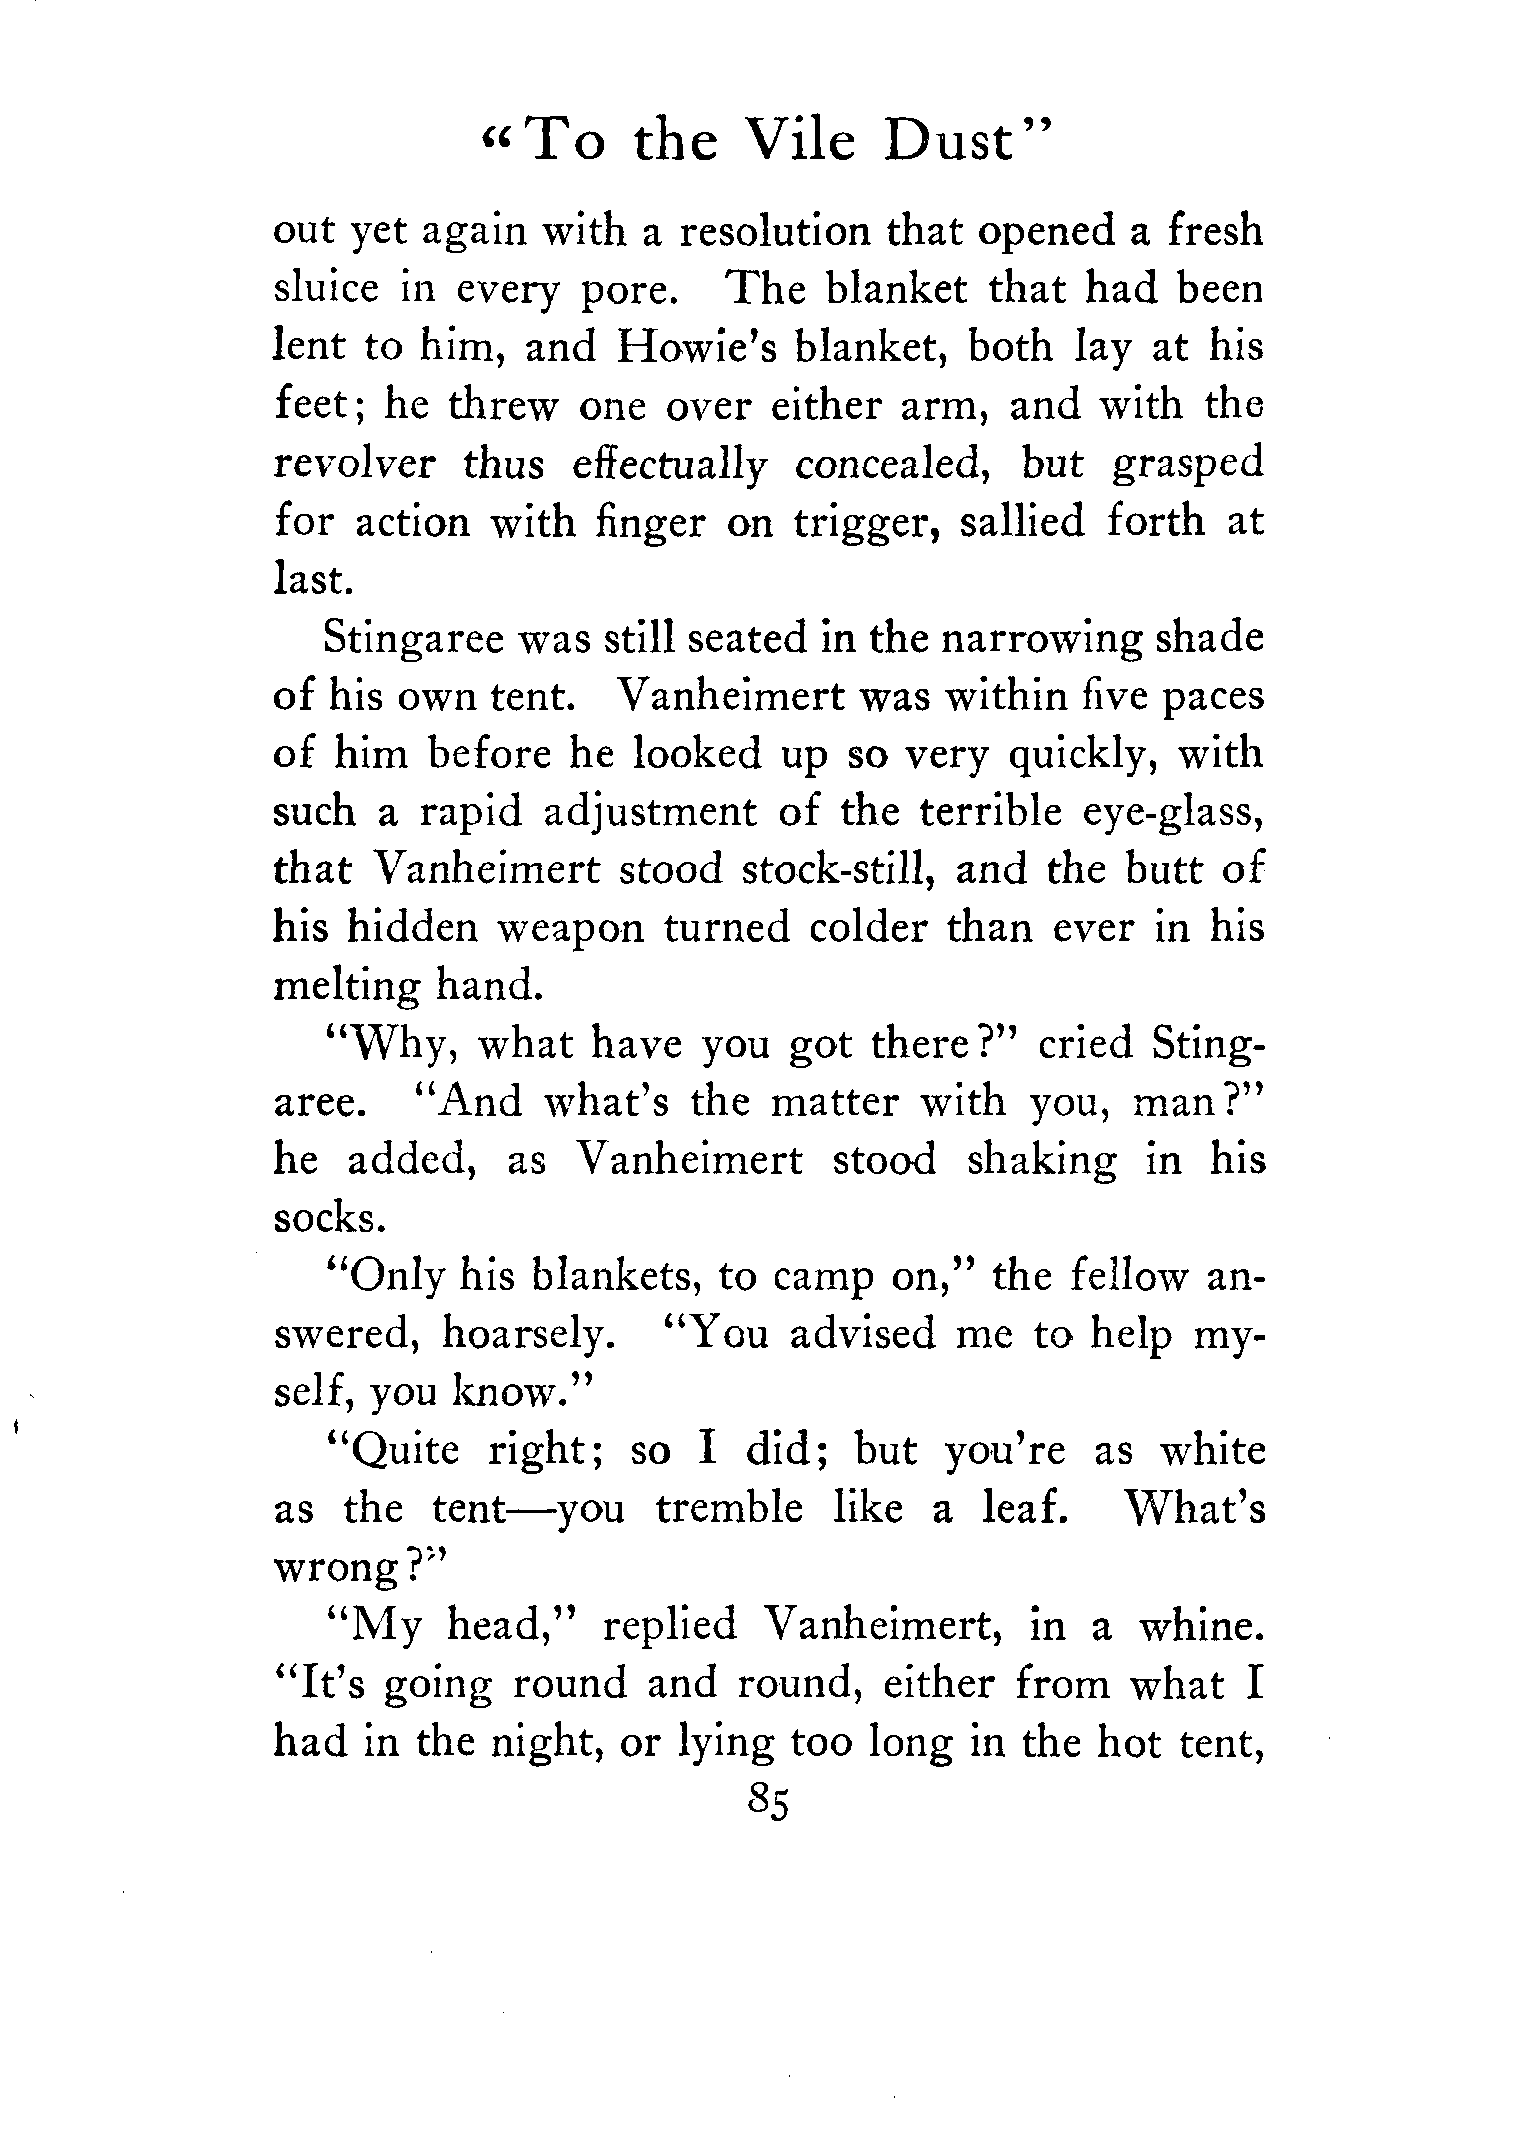 "To the Vile Dust"
out yet again with a resolution that opened a fresh
sluice in every pore. The blanket that had been
lent to him, and Howie's blanket, both lay at his
feet; he threw one over either arm, and with the
revolver thus effectually concealed, but grasped
for action with finger on trigger, sallied forth at
last.
Stingaree was still seated in the narrowing shade
of his own tent. Vanheimert was within five paces
of him before he looked up so very quickly, with
such a rapid adjustment of the terrible eye-glass,
that Vanheimert stood stock-still, and the butt of
his hidden weapon turned colder than ever in his
melting hand.
"Why, what have you got there?" cried Sting-
aree. "And what's the matter with you, man?"
he added, as Vanheimert stood shaking in his
socks.
"Only his blankets, to camp on," the fellow an-
swered, hoarsely. "You advised me to help my-
self, you know."
"Quite right; so I did; but you're as white
as the tent—you tremble like a leaf. What's
wrong?"
"My head," replied Vanheimert, in a whine.
"It's going round and round, either from what I
had in the night, or lying too long in the hot tent,
85